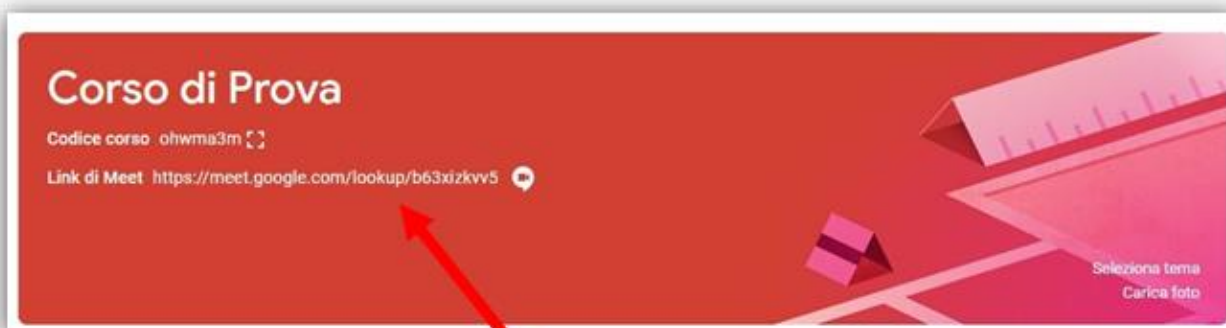 Corso di Prova
Codice corso ohwma3m
Link di Meet https://meet.google.com/lookup/b63xizkvv5
Seleziona tema
Carica foto